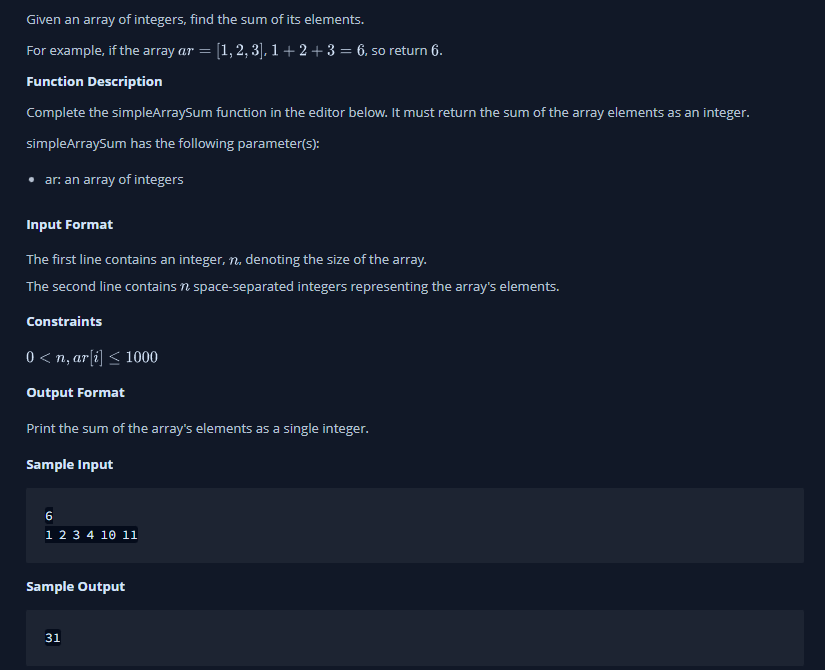 Given an array of integers, find the sum of its elements.
For example, if the array ar = [1, 2, 3], 1 + 2 + 3 = 6, so return 6.
Function Description
Complete the simpleArraySum function in the editor below. It must return the sum of the array elements as an integer.
simpleArraySum has the following parameter(s):
• ar: an array of integers
Input Format
The first line contains an integer, n, denoting the size of the array.
The second line contains n space-separated integers representing the array's elements.
Constraints
0 < n, ar[i] ≤ 1000
Output Format
Print the sum of the array's elements as a single integer.
Sample Input
6
1 2 3 4 10 11
Sample Output
31